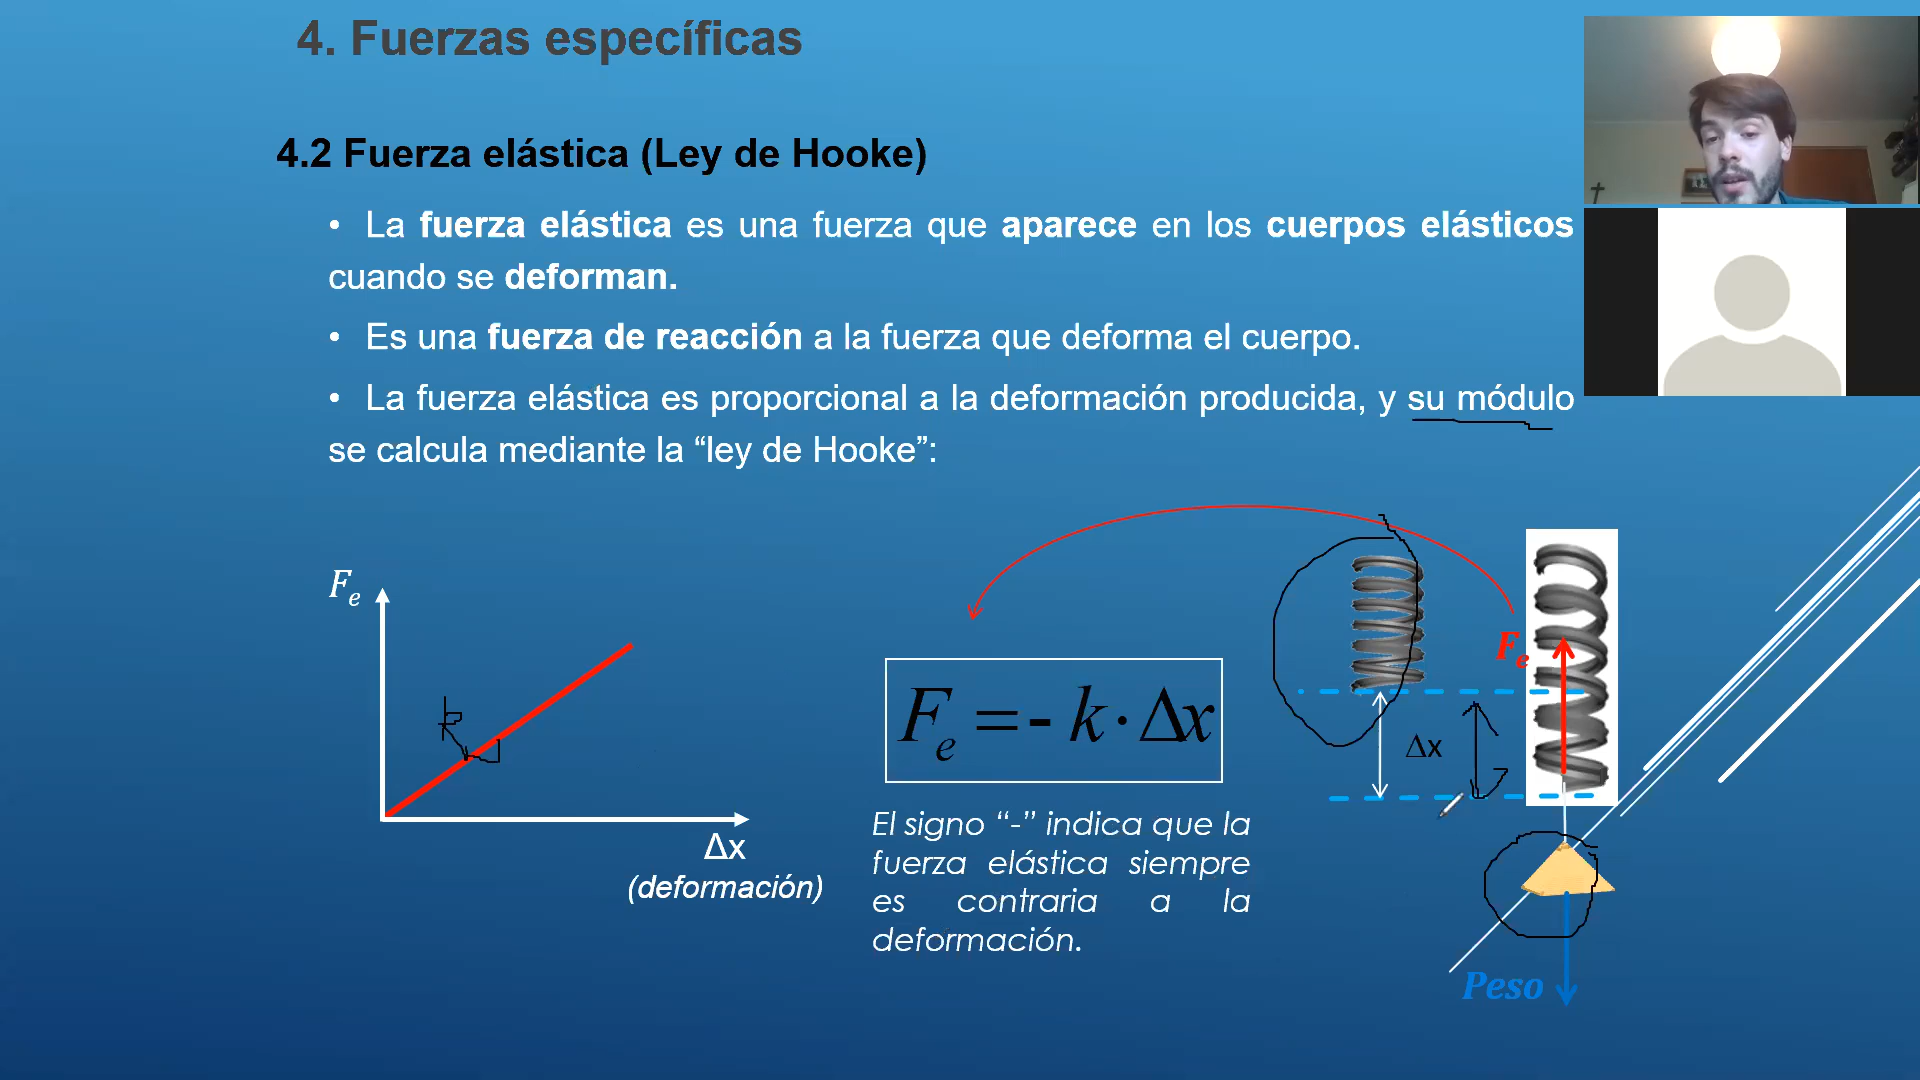 4. Fuerzas específicas
4.2 Fuerza elástica (Ley de Hooke)
• La fuerza elástica es una fuerza que aparece en los cuerpos elásticos
cuando se deforman.
• Es una fuerza de reacción a la fuerza que deforma el cuerpo.
• La fuerza elástica es proporcional a la deformación producida, y su módulo
se calcula mediante la “ley de Hooke”:
Fₑ
Δx
(deformación)
Fₑ = - k · Δx
El signo “-” indica que la
fuerza elástica siempre
es contraria a la
deformación.
Fₑ
Δx
Peso